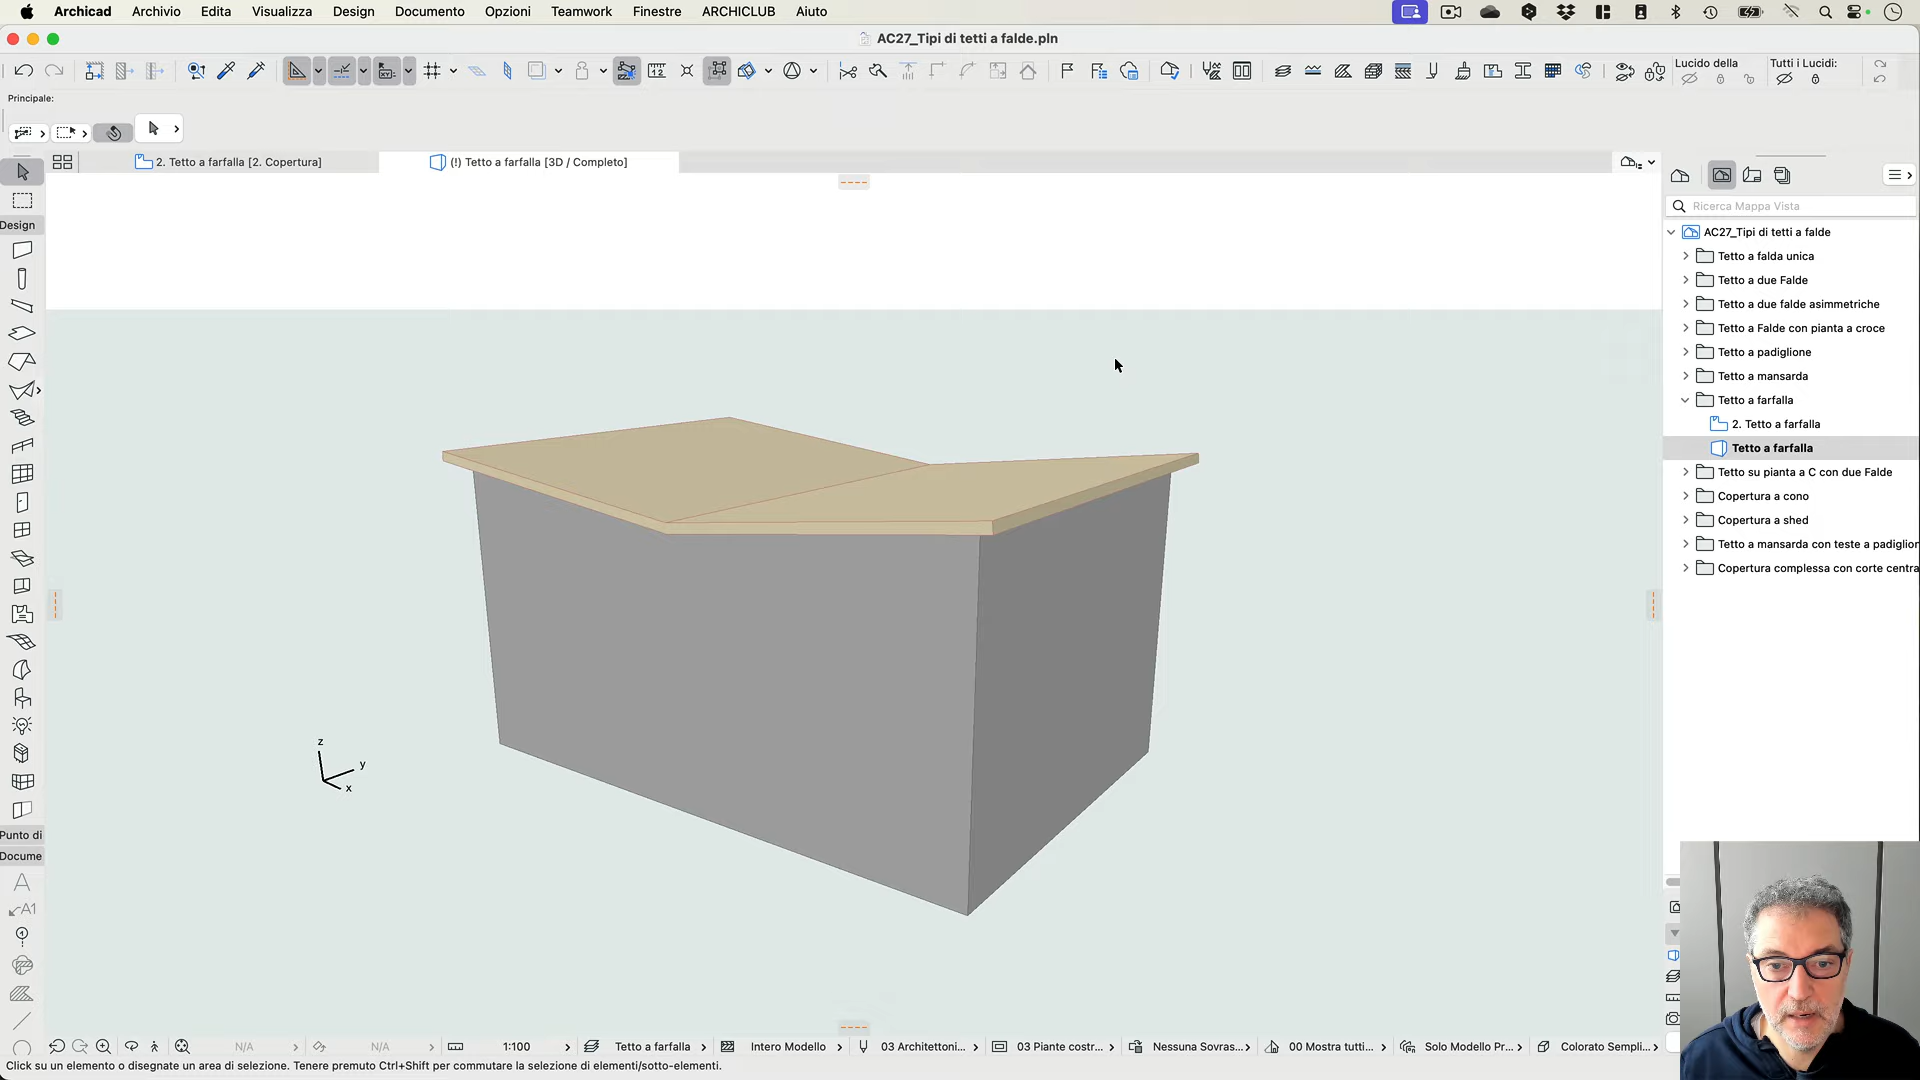 Archicad Archivio Edita Visualizza Design Documento Opzioni Teamwork Finestre ARCHICLUB Aiuto
AC27_Tipi di tetti a falde.pln
Lucido della
Tutti i Lucidi:
Principale:
2. Tetto a farfalla [2. Copertura]
(!) Tetto a farfalla [3D / Completo]
Design
Ricerca Mappa Vista
AC27_Tipi di tetti a falde
Tetto a falda unica
Tetto a due Falde
Tetto a due falde asimmetriche
Tetto a Falde con pianta a croce
Tetto a padiglione
Tetto a mansarda
Tetto a farfalla
2. Tetto a farfalla
Tetto a farfalla
Tetto su pianta a C con due Falde
Copertura a cono
Copertura a shed
Tetto a mansarda con teste a padiglion
Copertura complessa con corte centra
z
y
x
Punto di
Docume
A
A1
N/A
N/A
1:100
Tetto a farfalla
Intero Modello
03 Architettoni...
03 Piante costr...
Nessuna Sovras...
00 Mostra tutti...
Solo Modello Pr...
Colorato Sempli...
Click su un elemento o disegnate un area di selezione. Tenere premuto Ctrl+Shift per commutare la selezione di elementi/sotto-elementi.